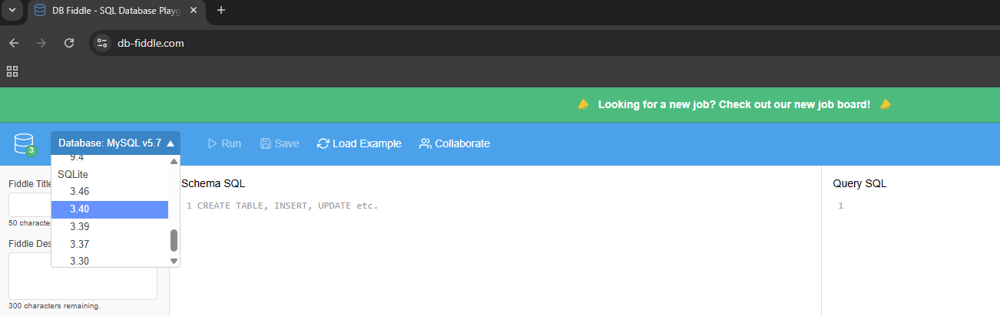 DB Fiddle - SQL Database Playg
db-fiddle.com
Looking for a new job? Check out our new job board!
3
Database: MySQL v5.7 ▲
Run
Save
Load Example
Collaborate
9.4
SQLite
3.46
3.40
3.39
3.37
3.30
Fiddle Title
50 characte
Fiddle Des
300 characters remaining.
Schema SQL
1 CREATE TABLE, INSERT, UPDATE etc.
Query SQL
1